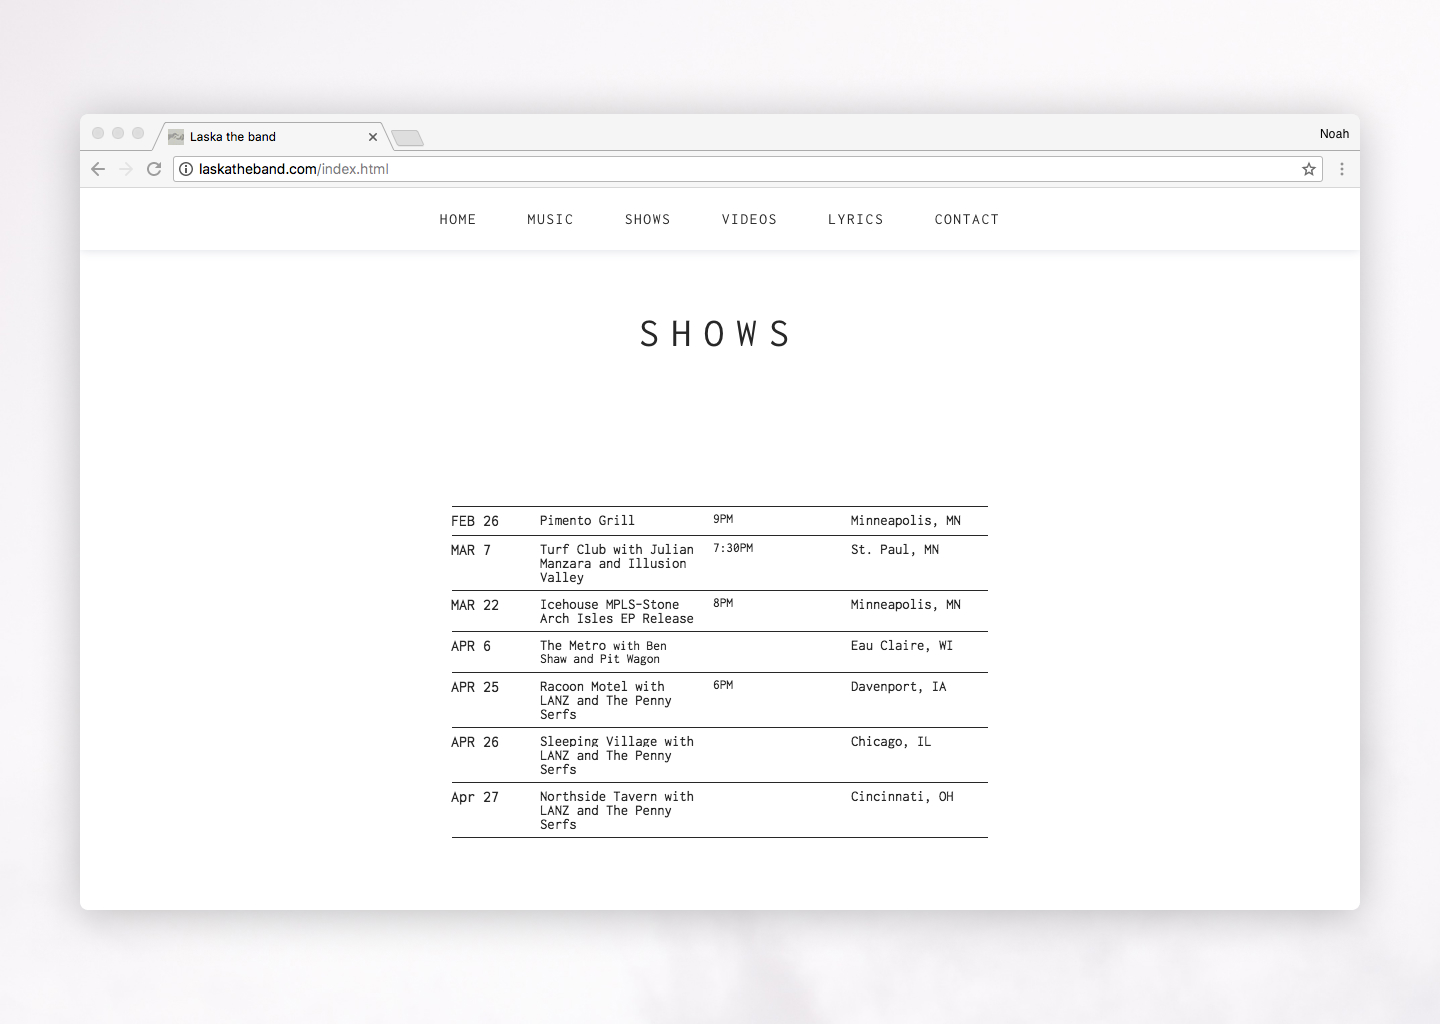 Laska the band
Noah
laskatheband.com/index.html
HOME MUSIC SHOWS VIDEOS LYRICS CONTACT
SHOWS
FEB 26 Pimento Grill 9PM Minneapolis, MN
MAR 7 Turf Club with Julian 7:30PM St. Paul, MN
Manzara and Illusion
Valley
MAR 22 Icehouse MPLS-Stone 8PM Minneapolis, MN
Arch Isles EP Release
APR 6 The Metro with Ben Eau Claire, WI
Shaw and Pit Wagon
APR 25 Racoon Motel with 6PM Davenport, IA
LANZ and The Penny
Serfs
APR 26 Sleeping Village with Chicago, IL
LANZ and The Penny
Serfs
Apr 27 Northside Tavern with Cincinnati, OH
LANZ and The Penny
Serfs